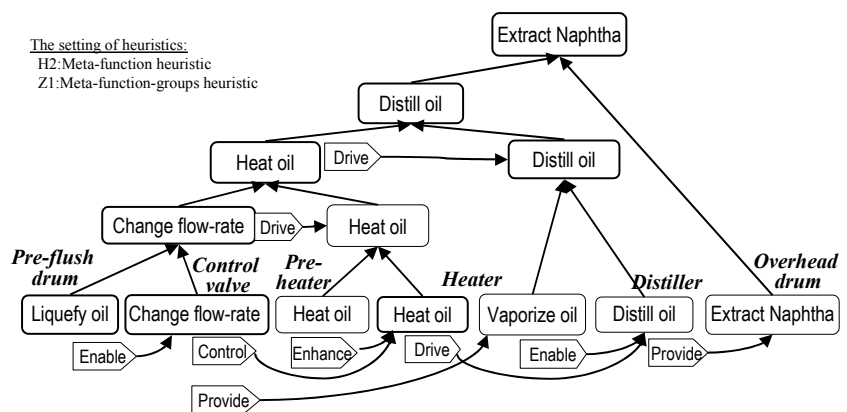 Extract Naphtha
The setting of heuristics:
H2:Meta-function heuristic
Z1:Meta-function-groups heuristic
Distill oil
Heat oil
Drive
Distill oil
Change flow-rate
Drive
Heat oil
Pre-flush
drum
Control
valve
Pre-
heater
Heater
Distiller
Overhead
drum
Liquefy oil
Change flow-rate
Heat oil
Heat oil
Vaporize oil
Distill oil
Extract Naphtha
Enable
Control
Enhance
Drive
Enable
Provide
Provide